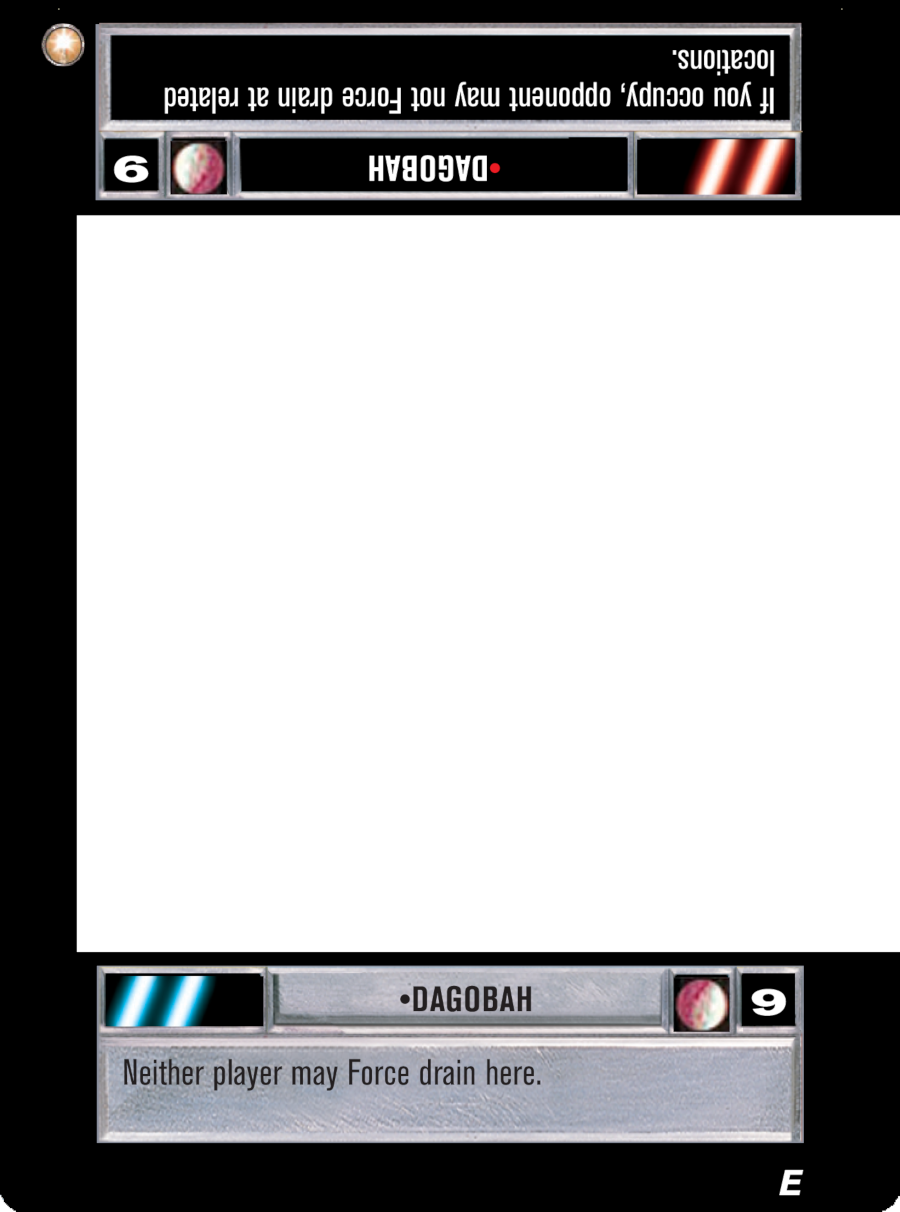 •DAGOBAH 9
If you occupy, opponent may not Force drain at related
locations.
•DAGOBAH 9
Neither player may Force drain here.
E